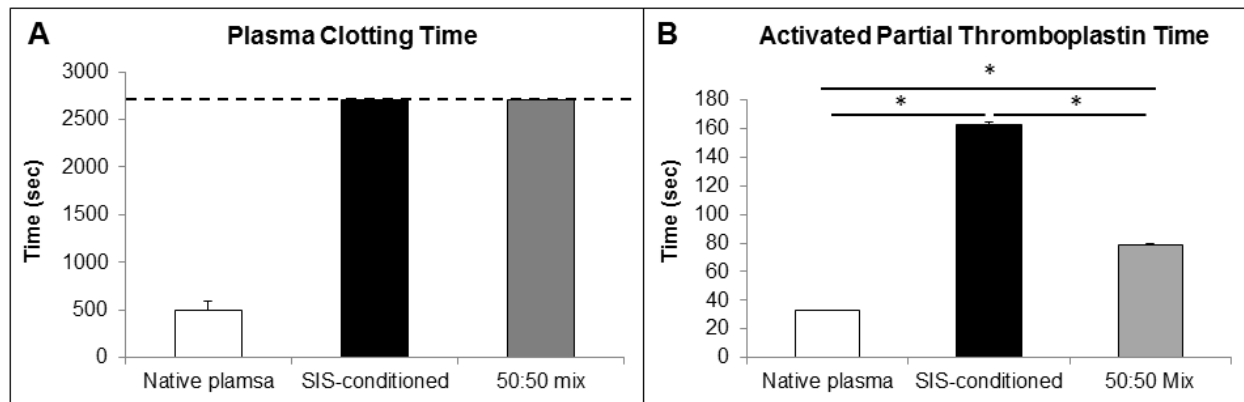 A
Plasma Clotting Time
Time (sec)
3000
2500
2000
1500
1000
500
0
Native plamsa
SIS-conditioned
50:50 mix
B
Activated Partial Thromboplastin Time
Time (sec)
180
160
140
120
100
80
60
40
20
0
*
*
*
Native plasma
SIS-conditioned
50:50 Mix